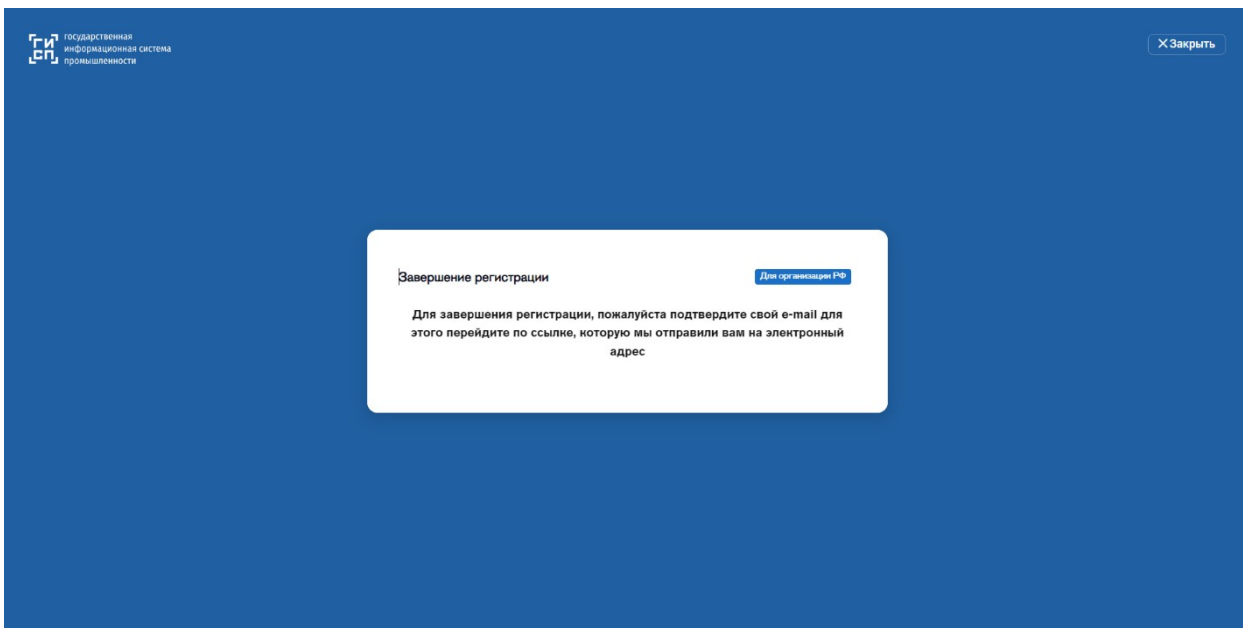 ГИ
СП
государственная
информационная система
промышленности
Закрыть
Завершение регистрации
Для организации РФ
Для завершения регистрации, пожалуйста подтвердите свой e-mail для
этого перейдите по ссылке, которую мы отправили вам на электронный
адрес